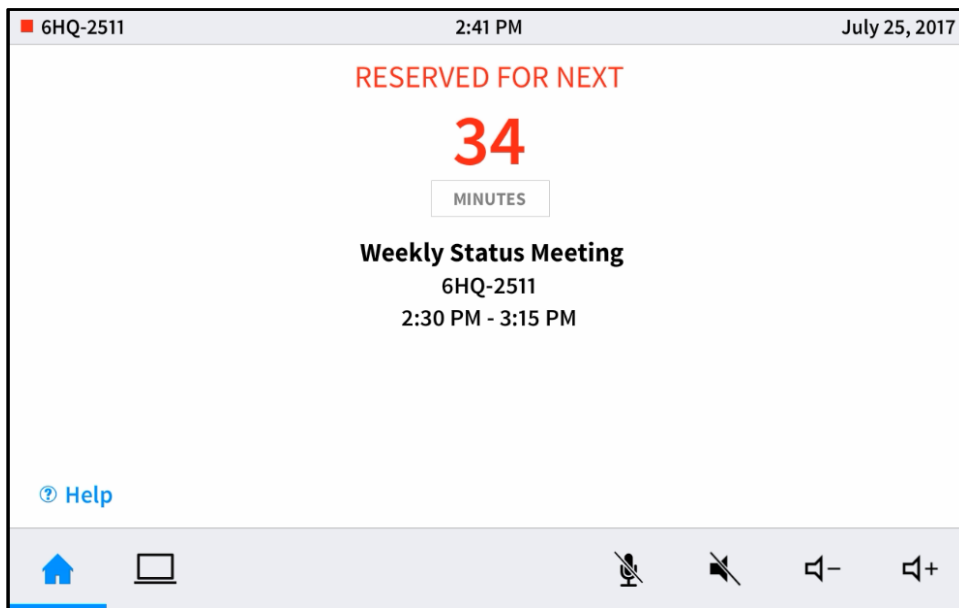 6HQ-2511 2:41 PM July 25, 2017
RESERVED FOR NEXT
34
MINUTES
Weekly Status Meeting
6HQ-2511
2:30 PM - 3:15 PM
? Help